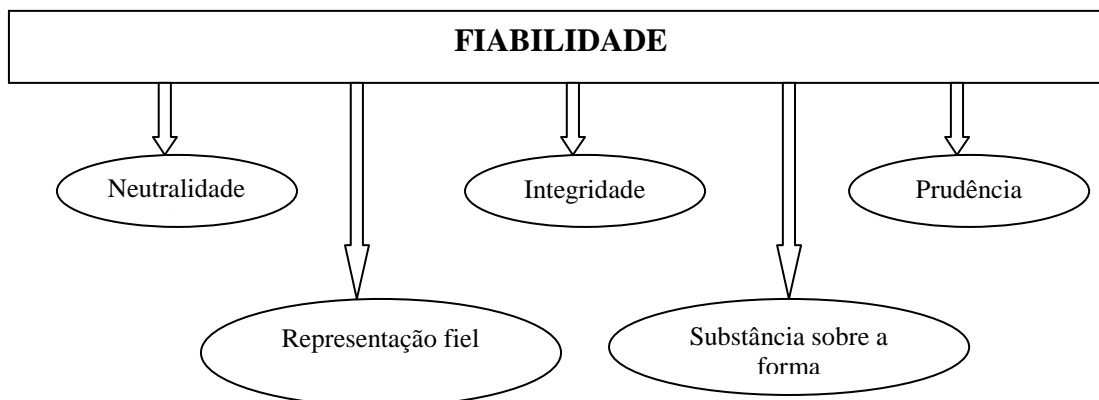 FIABILIDADE
Neutralidade
Integridade
Prudência
Representação fiel
Substância sobre a
forma